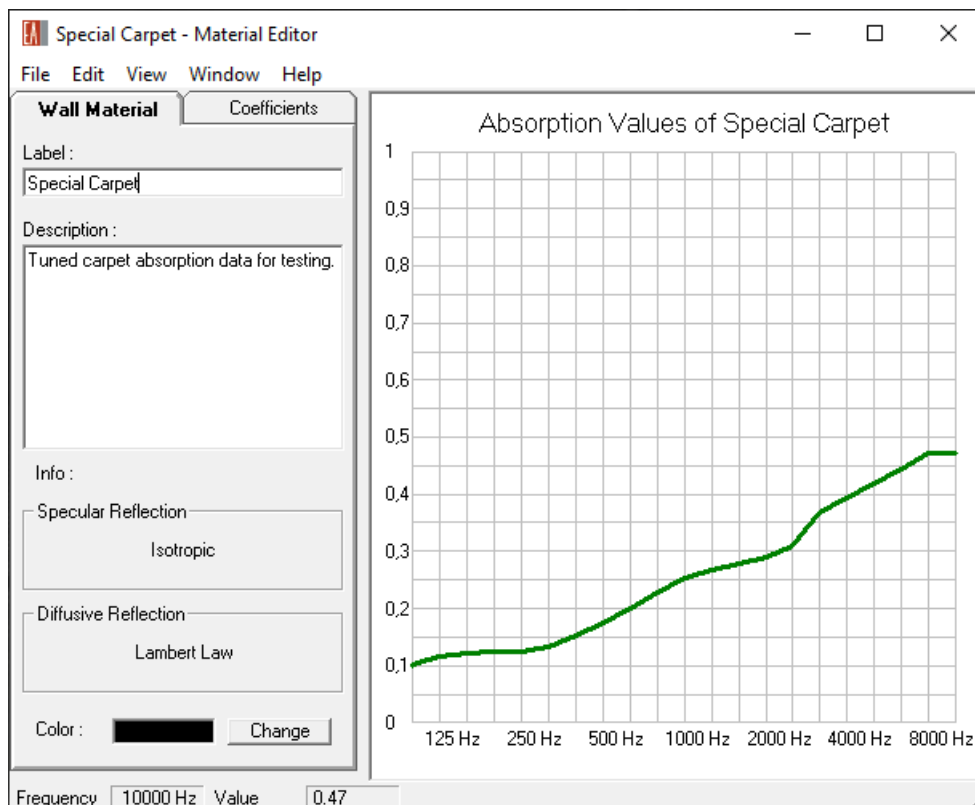 EA Special Carpet - Material Editor
File Edit View Window Help
Wall Material Coefficients
Label :
Special Carpet
Description :
Tuned carpet absorption data for testing.
Info :
Specular Reflection
Isotropic
Diffusive Reflection
Lambert Law
Color : Change
Absorption Values of Special Carpet
1
0,9
0,8
0,7
0,6
0,5
0,4
0,3
0,2
0,1
0
125 Hz 250 Hz 500 Hz 1000 Hz 2000 Hz 4000 Hz 8000 Hz
Frequency 10000 Hz Value 0.47